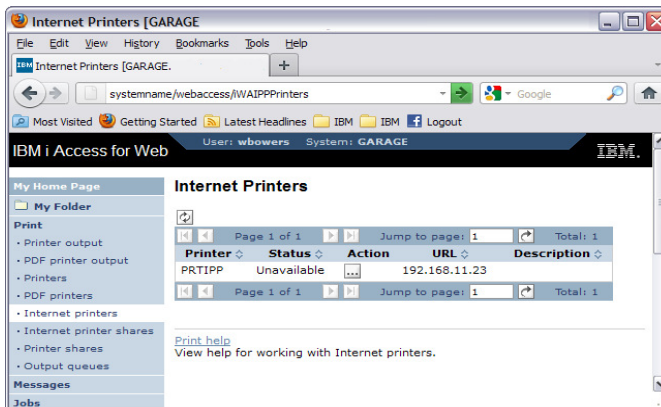 Internet Printers [GARAGE
File Edit View History Bookmarks Tools Help
IBM Internet Printers [GARAGE. +
systemname/webaccess/iWAIPPPrinters Google
Most Visited Getting Started Latest Headlines IBM IBM Logout
IBM i Access for Web
User: wbowers System: GARAGE
IBM.
My Home Page
My Folder
Print
• Printer output
• PDF printer output
• Printers
• PDF printers
• Internet printers
• Internet printer shares
• Printer shares
• Output queues
Messages
Jobs
Internet Printers
Page 1 of 1 Jump to page: 1 Total: 1
Printer Status Action URL Description
PRTIPP Unavailable ... 192.168.11.23
Page 1 of 1 Jump to page: 1 Total: 1
Print help
View help for working with Internet printers.